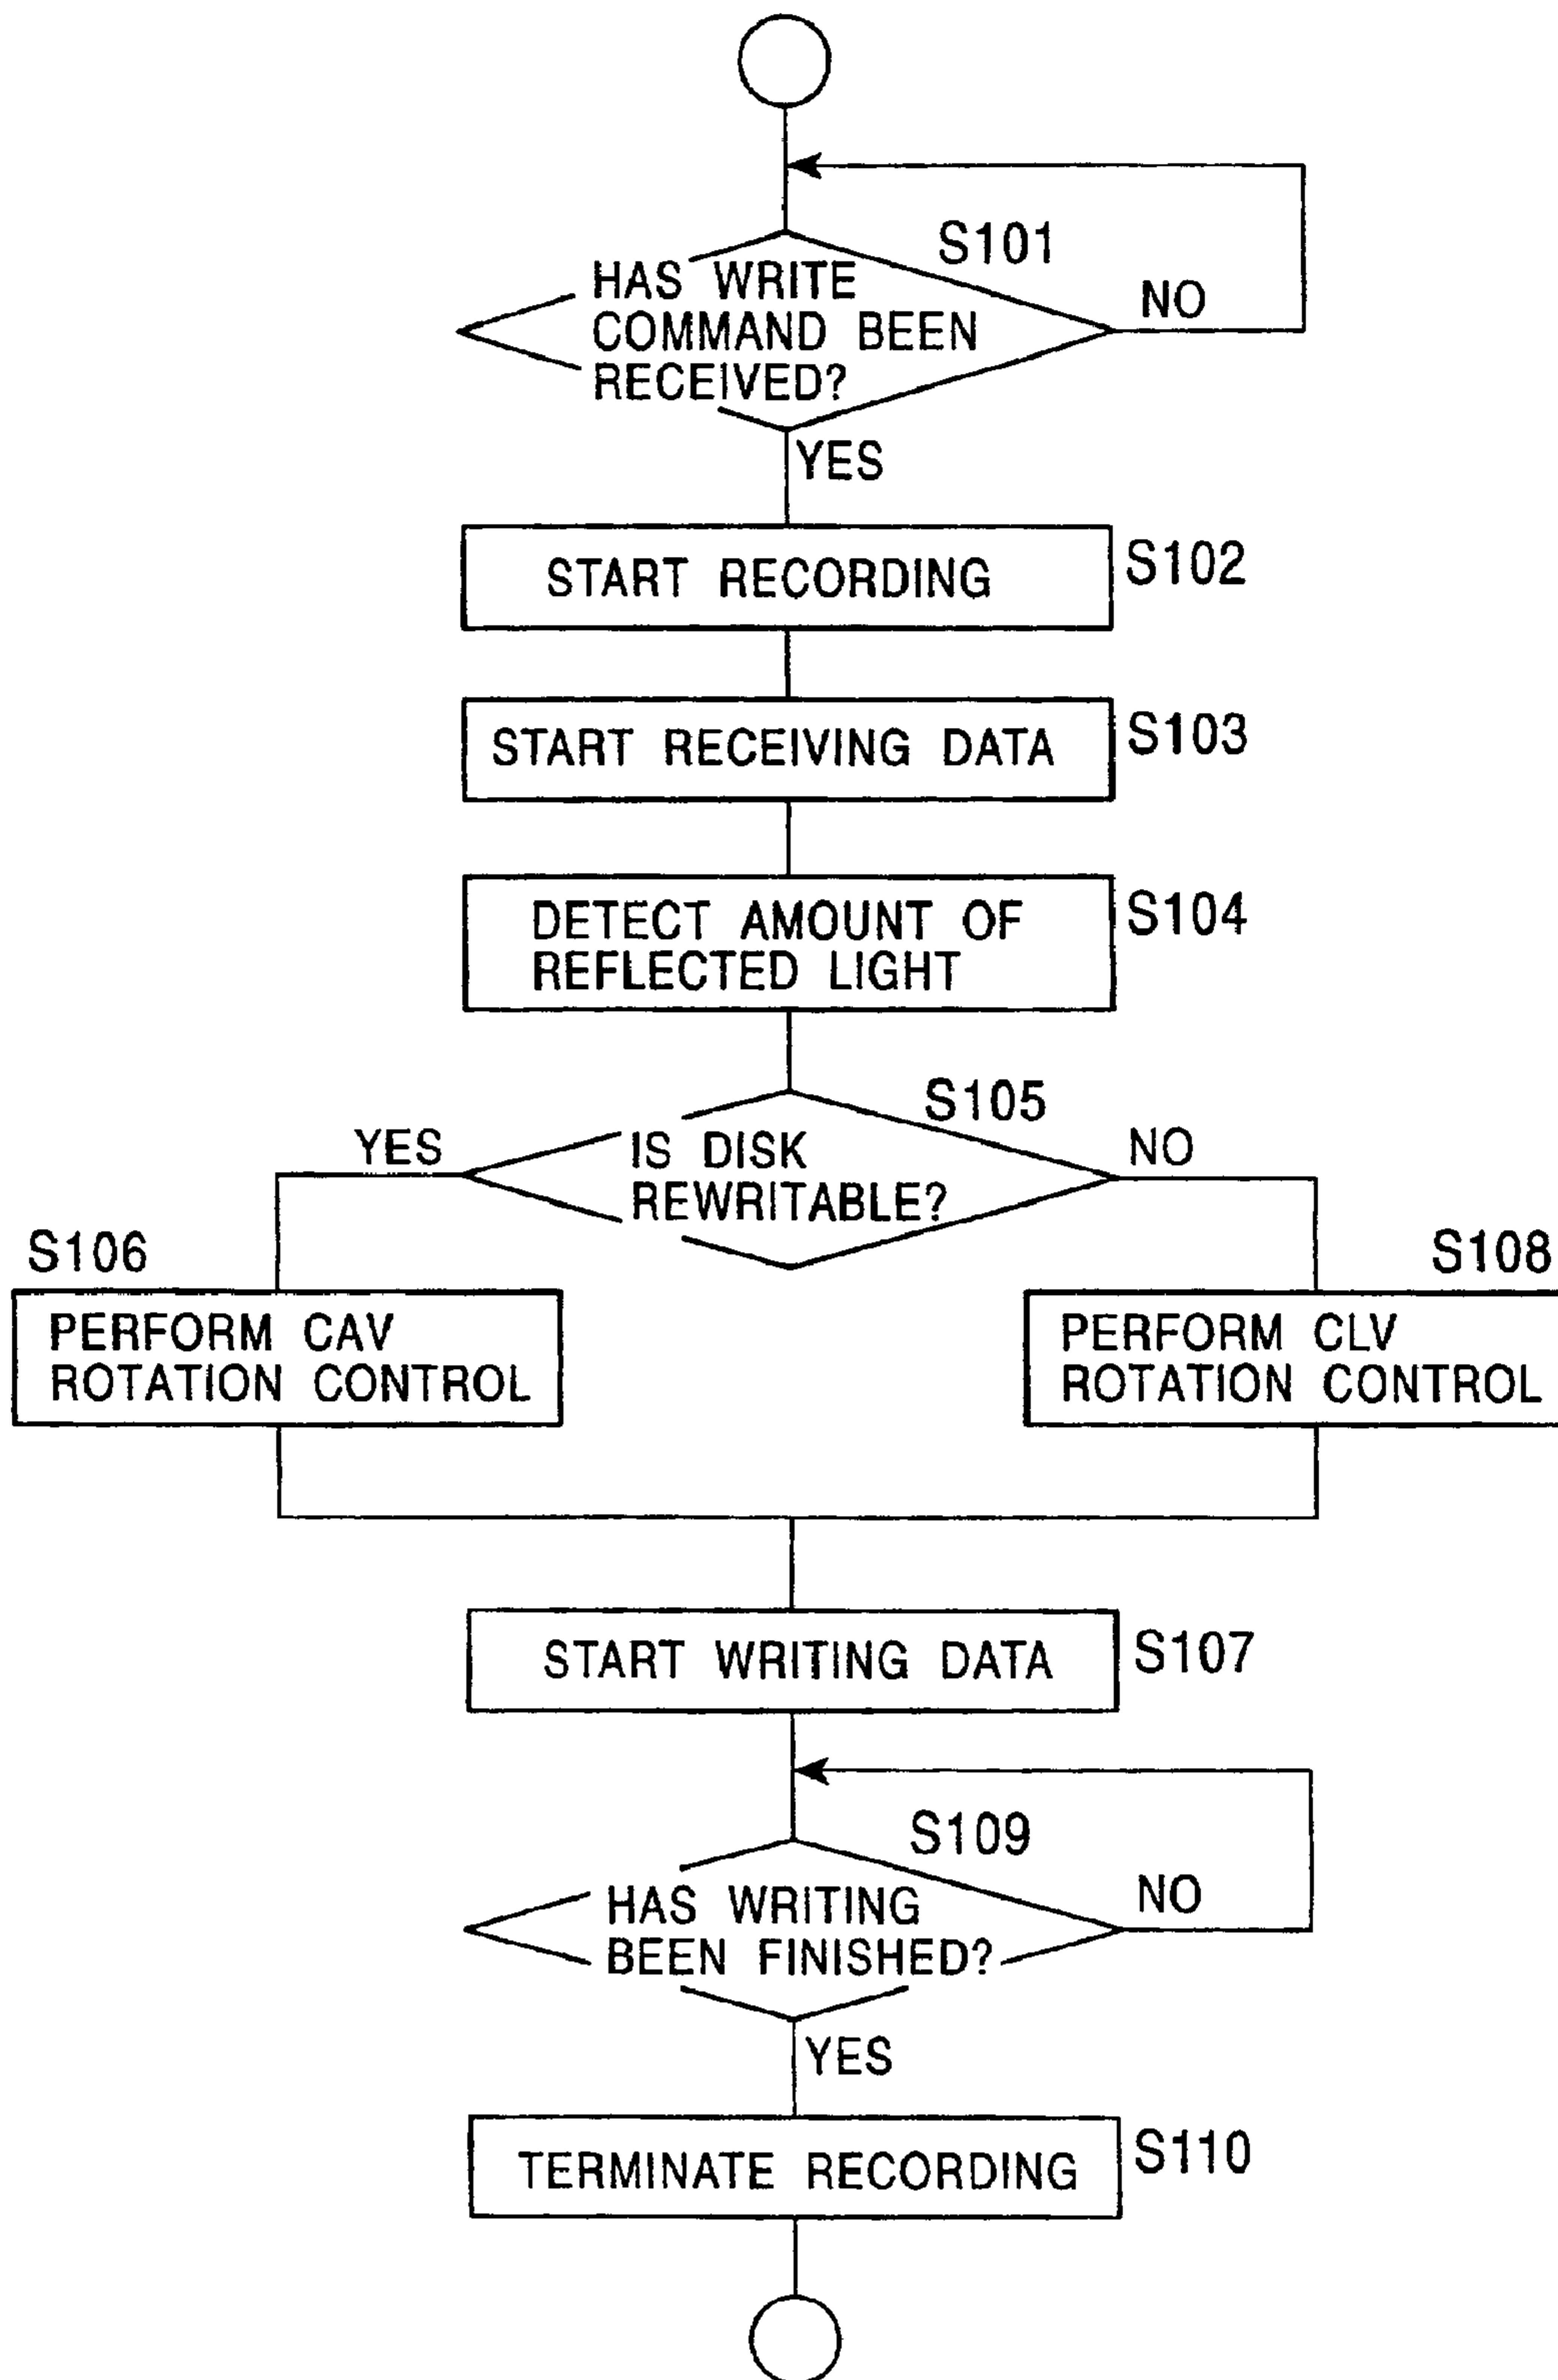 S101
HAS WRITE
COMMAND BEEN
RECEIVED?
NO
YES
START RECORDING
S102
START RECEIVING DATA
S103
DETECT AMOUNT OF
REFLECTED LIGHT
S104
S105
YES
IS DISK
REWRITABLE?
NO
S106
PERFORM CAV
ROTATION CONTROL
S108
PERFORM CLV
ROTATION CONTROL
START WRITING DATA
S107
S109
HAS WRITING
BEEN FINISHED?
NO
YES
TERMINATE RECORDING
S110